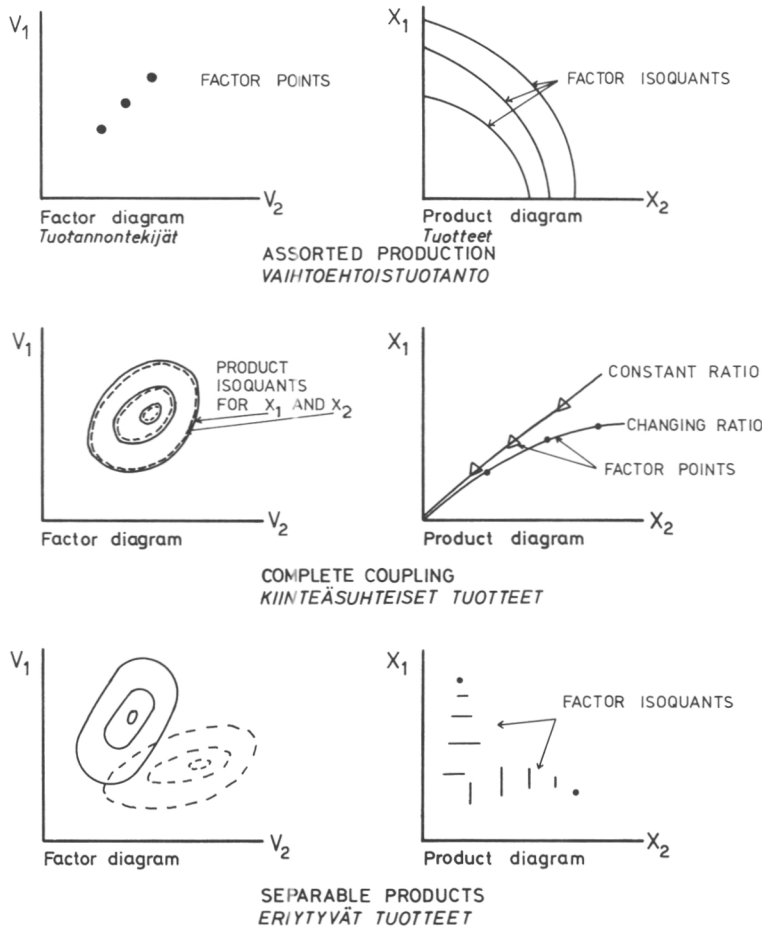 V1
FACTOR POINTS
V2
Factor diagram
Tuotannontekijät
X1
FACTOR ISOQUANTS
X2
Product diagram
Tuotteet
ASSORTED PRODUCTION
VAIHTOEHTOISTUOTANTO
V1
PRODUCT
ISOQUANTS
FOR X1 AND X2
V2
Factor diagram
X1
CONSTANT RATIO
CHANGING RATIO
FACTOR POINTS
X2
Product diagram
COMPLETE COUPLING
KIINTEÄSUHTEISET TUOTTEET
V1
V2
Factor diagram
X1
FACTOR ISOQUANTS
X2
Product diagram
SEPARABLE PRODUCTS
ERIYTYVÄT TUOTTEET